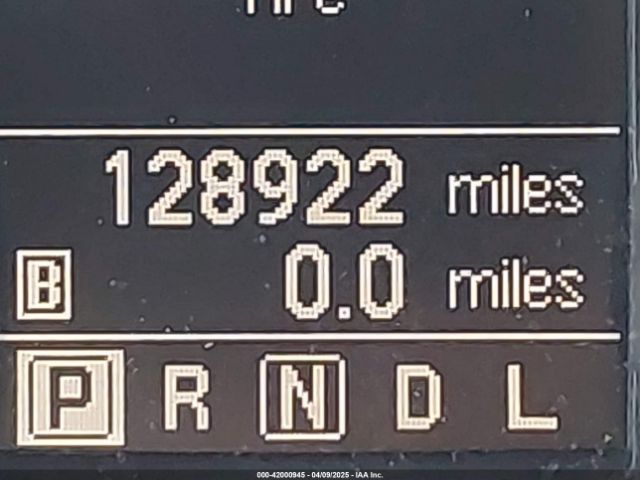 128922 miles
B 0.0 miles
P R N D L
000-42000945 - 04/09/2025 - IAA Inc.